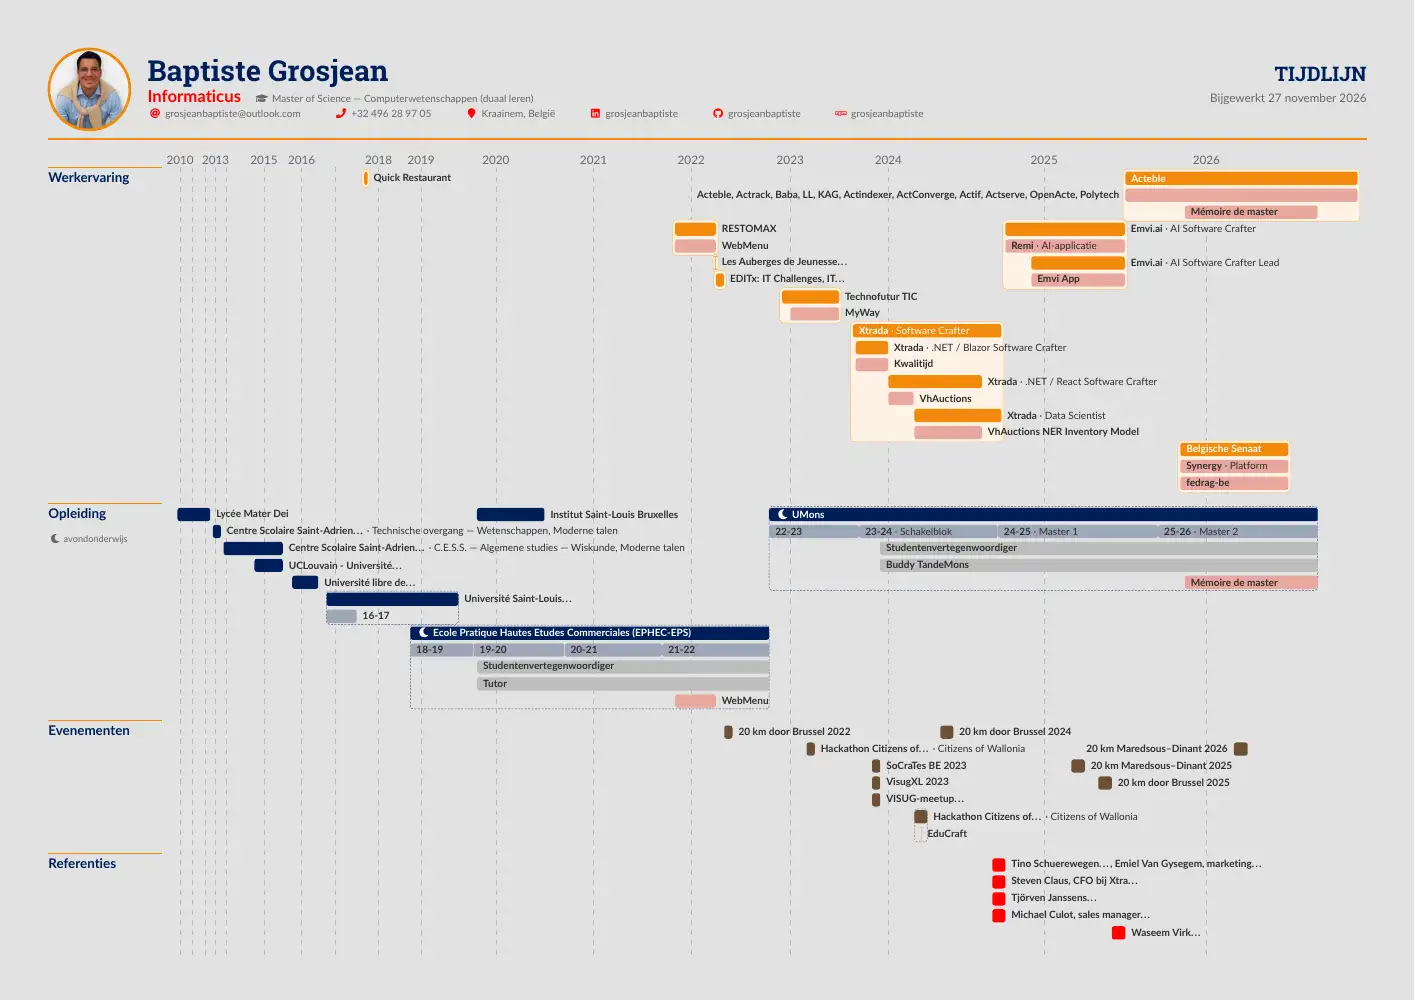 Baptiste Grosjean
TIJDLIJN
Informaticus Master of Science — Computerwetenschappen (duaal leren)
Bijgewerkt 27 november 2026
grosjeanbaptiste@outlook.com +32 496 28 97 05 Kraainem, België grosjeanbaptiste grosjeanbaptiste grosjeanbaptiste
2010 2013 2015 2016 2018 2019 2020 2021 2022 2023 2024 2025 2026
Werkervaring
Quick Restaurant
Acteble
Acteble, Actrack, Baba, LL, KAG, Actindexer, ActConverge, Actif, Actserve, OpenActe, Polytech
Mémoire de master
RESTOMAX
Emvi.ai · AI Software Crafter
WebMenu
Remi · AI-applicatie
Les Auberges de Jeunesse…
Emvi.ai · AI Software Crafter Lead
EDITx: IT Challenges, IT…
Emvi App
Technofutur TIC
MyWay
Xtrada · Software Crafter
Xtrada · .NET / Blazor Software Crafter
Kwalitijd
Xtrada · .NET / React Software Crafter
VhAuctions
Xtrada · Data Scientist
VhAuctions NER Inventory Model
Belgische Senaat
Synergy · Platform
fedrag-be
Opleiding
avondonderwijs
Lycée Mater Dei
Institut Saint-Louis Bruxelles
UMons
Centre Scolaire Saint-Adrien… · Technische overgang — Wetenschappen, Moderne talen
22-23 23-24 · Schakelblok 24-25 · Master 1 25-26 · Master 2
Centre Scolaire Saint-Adrien… · C.E.S.S. — Algemene studies — Wiskunde, Moderne talen
Studentenvertegenwoordiger
UCLouvain - Université…
Buddy TandeMons
Université libre de…
Mémoire de master
Université Saint-Louis…
16-17
Ecole Pratique Hautes Etudes Commerciales (EPHEC-EPS)
18-19 19-20 20-21 21-22
Studentenvertegenwoordiger
Tutor
WebMenu
Evenementen
20 km door Brussel 2022
20 km door Brussel 2024
Hackathon Citizens of… · Citizens of Wallonia
20 km Maredsous–Dinant 2026
SoCraTes BE 2023
20 km Maredsous–Dinant 2025
VisugXL 2023
20 km door Brussel 2025
VISUG-meetup…
Hackathon Citizens of… · Citizens of Wallonia
EduCraft
Referenties
Tino Schuerewegen…, Emiel Van Gysegem, marketing…
Steven Claus, CFO bij Xtra…
Tjörven Janssens…
Michael Culot, sales manager…
Waseem Virk…